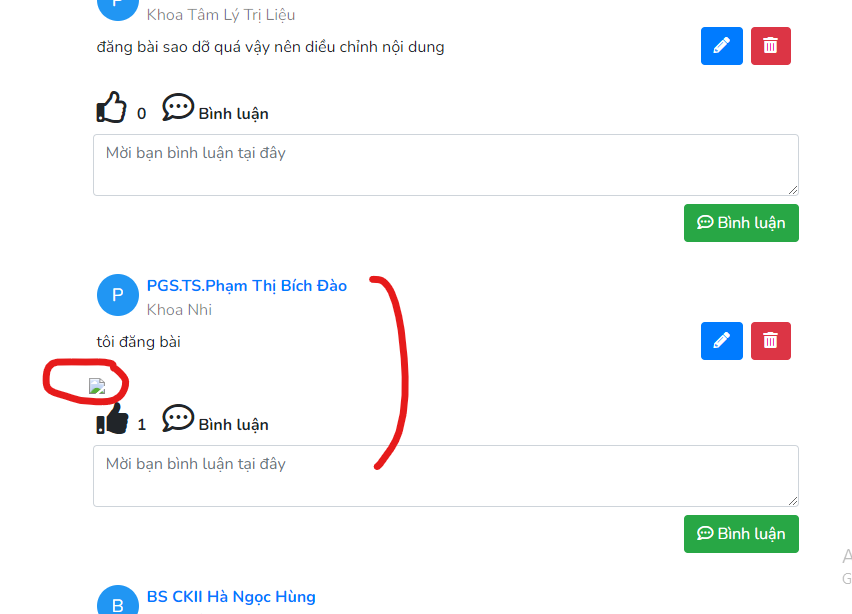 P
Khoa Tâm Lý Trị Liệu
đăng bài sao dỡ quá vậy nên diều chỉnh nội dung
0 Bình luận
Mời bạn bình luận tại đây
Bình luận
P
PGS.TS.Phạm Thị Bích Đào
Khoa Nhi
tôi đăng bài
1 Bình luận
Mời bạn bình luận tại đây
Bình luận
B
BS CKII Hà Ngọc Hùng
A
G